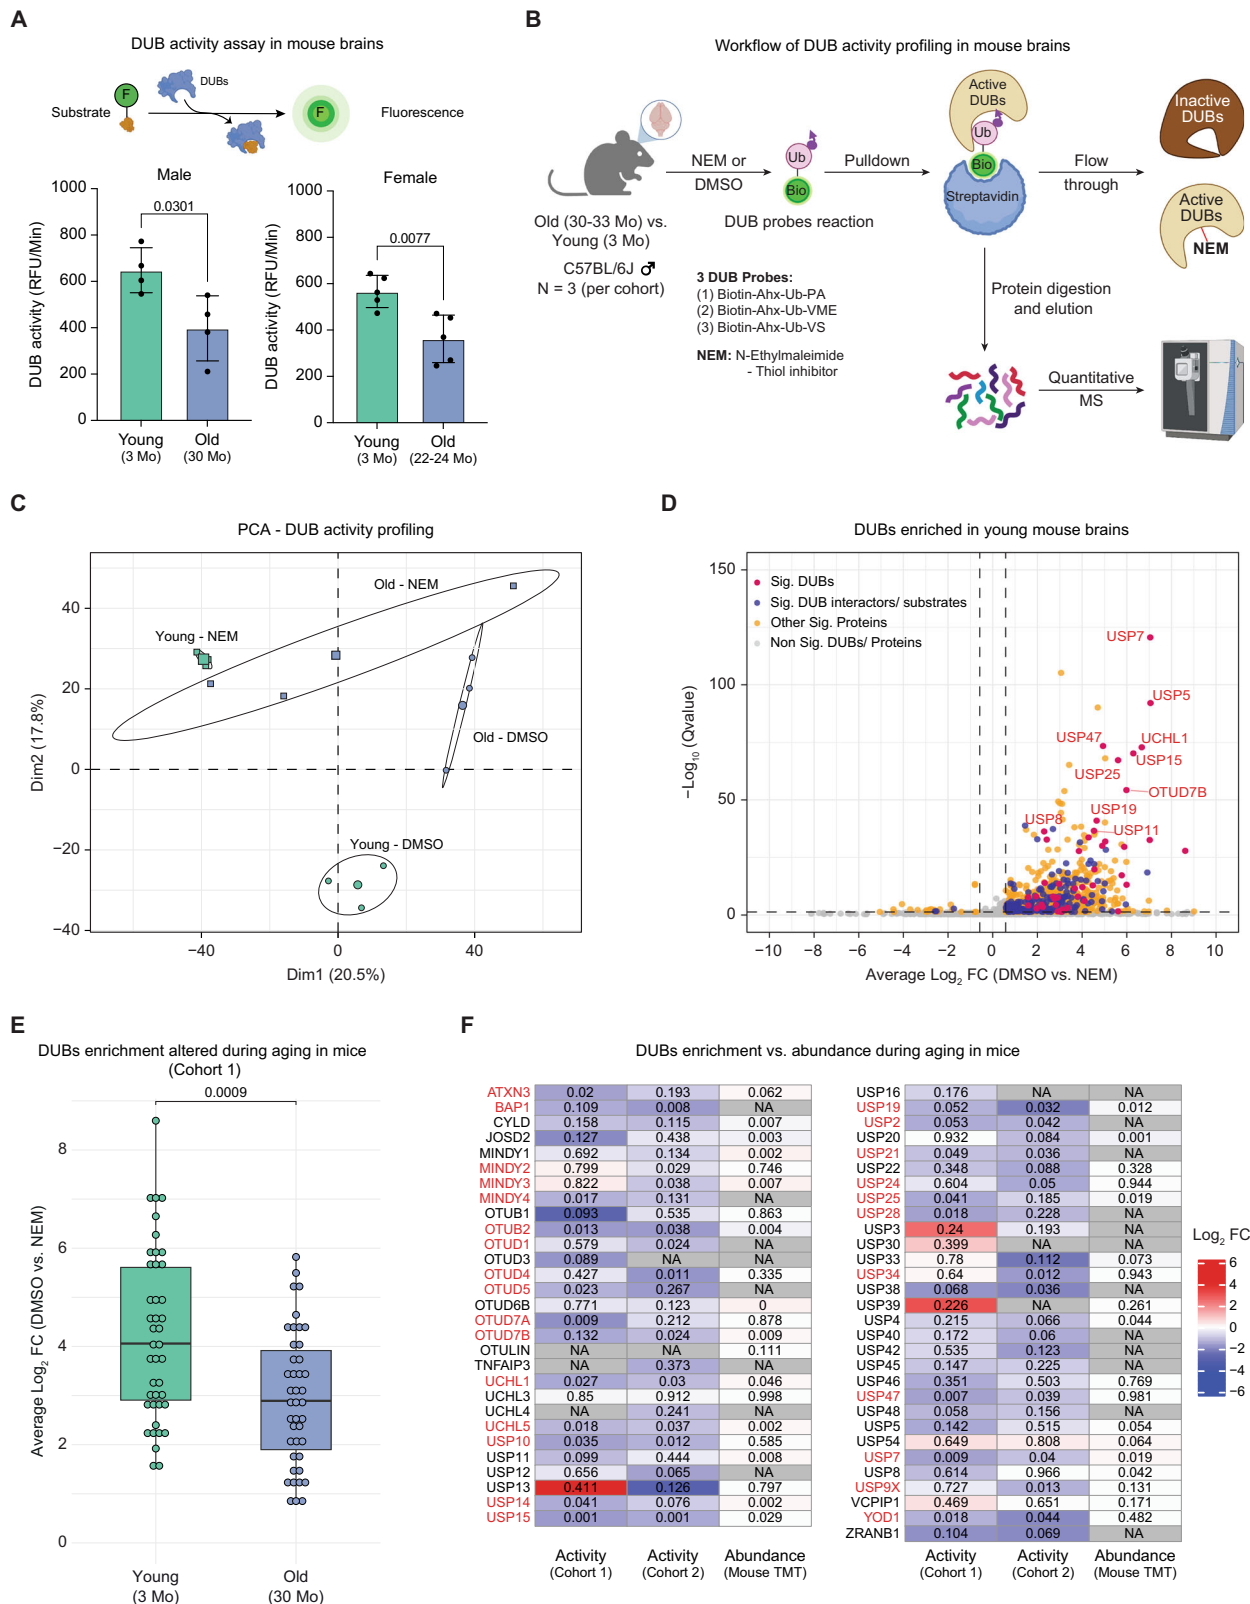 A
DUB activity assay in mouse brains
F
DUBs
Substrate
F
Fluorescence
Male
DUB activity (RFU/Min)
1000
800
600
400
200
0
0.0301
Young
(3 Mo)
Old
(30 Mo)
Female
DUB activity (RFU/Min)
1000
800
600
400
200
0
0.0077
Young
(3 Mo)
Old
(22-24 Mo)
B
Workflow of DUB activity profiling in mouse brains
Old (30-33 Mo) vs.
Young (3 Mo)
C57BL/6J ♂
N = 3 (per cohort)
NEM or
DMSO
Ub
Bio
DUB probes reaction
3 DUB Probes:
(1) Biotin-Ahx-Ub-PA
(2) Biotin-Ahx-Ub-VME
(3) Biotin-Ahx-Ub-VS
NEM: N-Ethylmaleimide
- Thiol inhibitor
Pulldown
Active
DUBs
Ub
Bio
Streptavidin
Flow
through
Inactive
DUBs
Active
DUBs
NEM
Protein digestion
and elution
Quantitative
MS
C
PCA - DUB activity profiling
Dim2 (17.8%)
40
20
0
−20
−40
Old - NEM
Young - NEM
Old - DMSO
Young - DMSO
−40
0
40
Dim1 (20.5%)
D
DUBs enriched in young mouse brains
−Log10 (Qvalue)
150
100
50
0
Sig. DUBs
Sig. DUB interactors/ substrates
Other Sig. Proteins
Non Sig. DUBs/ Proteins
USP7
USP5
USP47
UCHL1
USP15
USP25
OTUD7B
USP19
USP8
USP11
−10 −8 −6 −4 −2 0 2 4 6 8 10
Average Log2 FC (DMSO vs. NEM)
E
DUBs enrichment altered during aging in mice
(Cohort 1)
0.0009
Average Log2 FC (DMSO vs. NEM)
8
6
4
2
0
Young
(3 Mo)
Old
(30 Mo)
F
DUBs enrichment vs. abundance during aging in mice
ATXN3 0.02 0.193 0.062
BAP1 0.109 0.008 NA
CYLD 0.158 0.115 0.007
JOSD2 0.127 0.438 0.003
MINDY1 0.692 0.134 0.002
MINDY2 0.799 0.029 0.746
MINDY3 0.822 0.038 0.007
MINDY4 0.017 0.131 NA
OTUB1 0.093 0.535 0.863
OTUB2 0.013 0.038 0.004
OTUD1 0.579 0.024 NA
OTUD3 0.089 NA NA
OTUD4 0.427 0.011 0.335
OTUD5 0.023 0.267 NA
OTUD6B 0.771 0.123 0
OTUD7A 0.009 0.212 0.878
OTUD7B 0.132 0.024 0.009
OTULIN NA NA 0.111
TNFAIP3 NA 0.373 NA
UCHL1 0.027 0.03 0.046
UCHL3 0.85 0.912 0.998
UCHL4 NA 0.241 NA
UCHL5 0.018 0.037 0.002
USP10 0.035 0.012 0.585
USP11 0.099 0.444 0.008
USP12 0.656 0.065 NA
USP13 0.411 0.126 0.797
USP14 0.041 0.076 0.002
USP15 0.001 0.001 0.029
Activity
(Cohort 1)
Activity
(Cohort 2)
Abundance
(Mouse TMT)
USP16 0.176 NA NA
USP19 0.052 0.032 0.012
USP2 0.053 0.042 NA
USP20 0.932 0.084 0.001
USP21 0.049 0.036 NA
USP22 0.348 0.088 0.328
USP24 0.604 0.05 0.944
USP25 0.041 0.185 0.019
USP28 0.018 0.228 NA
USP3 0.24 0.193 NA
USP30 0.399 NA NA
USP33 0.78 0.112 0.073
USP34 0.64 0.012 0.943
USP38 0.068 0.036 NA
USP39 0.226 NA 0.261
USP4 0.215 0.066 0.044
USP40 0.172 0.06 NA
USP42 0.535 0.123 NA
USP45 0.147 0.225 NA
USP46 0.351 0.503 0.769
USP47 0.007 0.039 0.981
USP48 0.058 0.156 NA
USP5 0.142 0.515 0.054
USP54 0.649 0.808 0.064
USP7 0.009 0.04 0.019
USP8 0.614 0.966 0.042
USP9X 0.727 0.013 0.131
VCPIP1 0.469 0.651 0.171
YOD1 0.018 0.044 0.482
ZRANB1 0.104 0.069 NA
Activity
(Cohort 1)
Activity
(Cohort 2)
Abundance
(Mouse TMT)
Log2 FC
6
4
2
0
−2
−4
−6